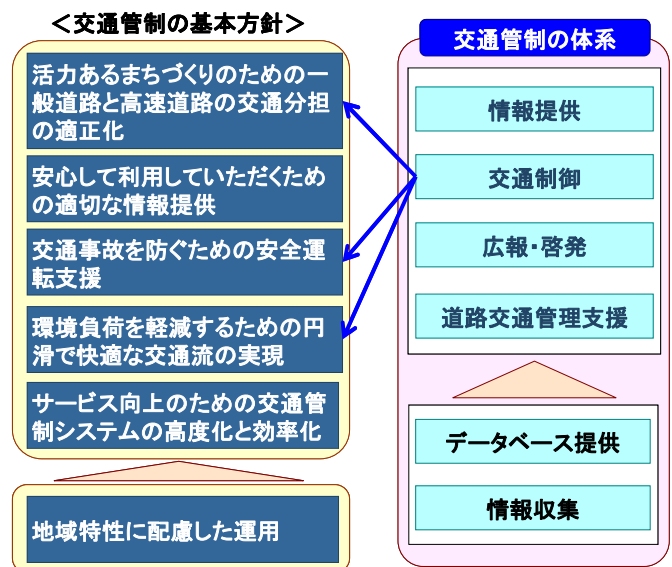 ＜交通管制の基本方針＞
活力あるまちづくりのための一
般道路と高速道路の交通分担
の適正化
安心して利用していただくため
の適切な情報提供
交通事故を防ぐための安全運
転支援
環境負荷を軽減するための円
滑で快適な交通流の実現
サービス向上のための交通管
制システムの高度化と効率化
地域特性に配慮した運用
交通管制の体系
情報提供
交通制御
広報・啓発
道路交通管理支援
データベース提供
情報収集